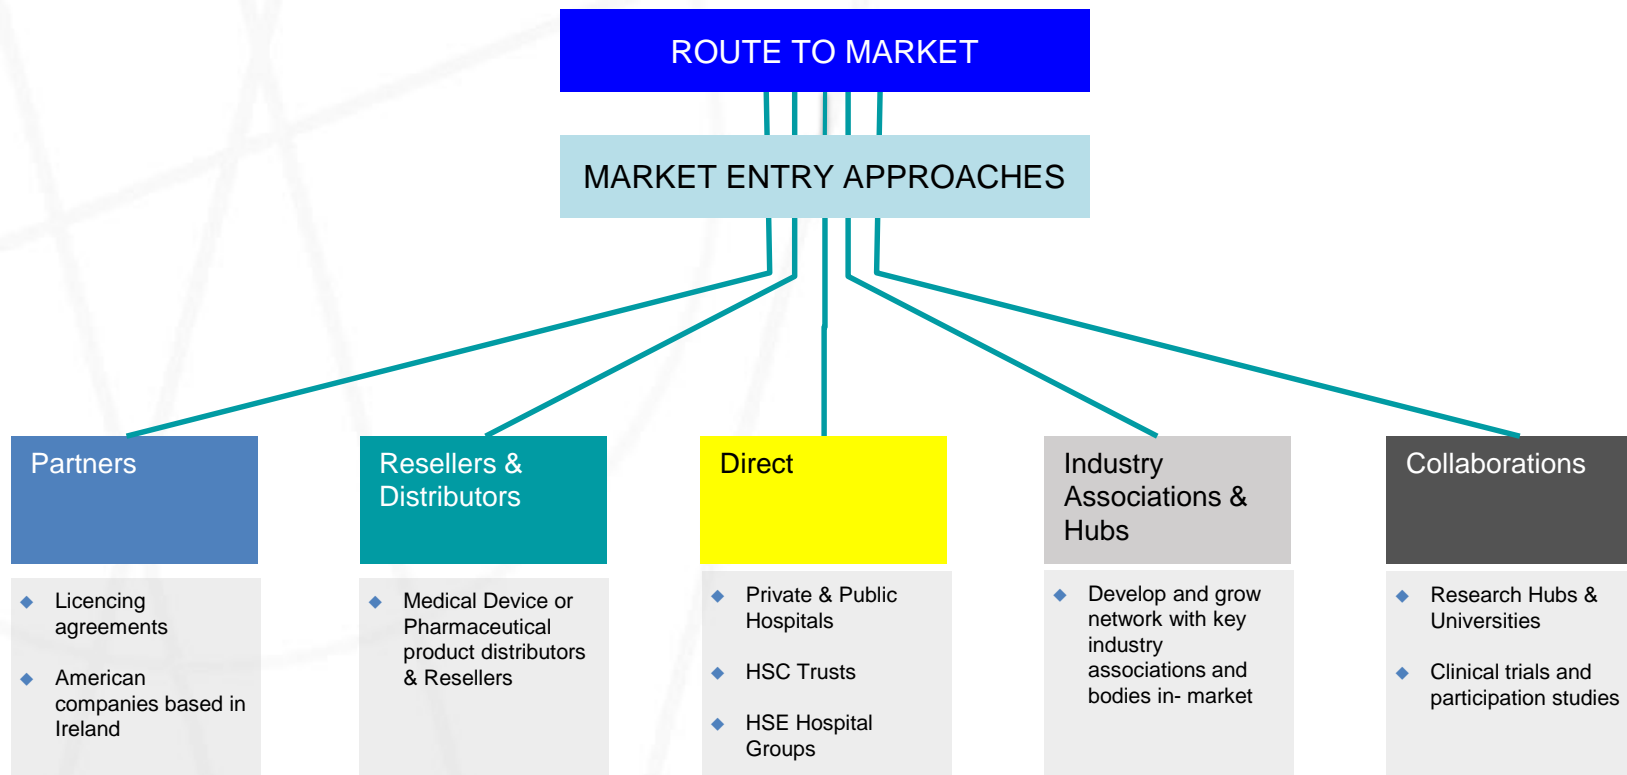 ROUTE TO MARKET
MARKET ENTRY APPROACHES
Partners
Licencing
agreements
American
companies based in
Ireland
Resellers &
Distributors
Medical Device or
Pharmaceutical
product distributors
& Resellers
Direct
Private & Public
Hospitals
HSC Trusts
HSE Hospital
Groups
Industry
Associations &
Hubs
Develop and grow
network with key
industry
associations and
bodies in- market
Collaborations
Research Hubs &
Universities
Clinical trials and
participation studies